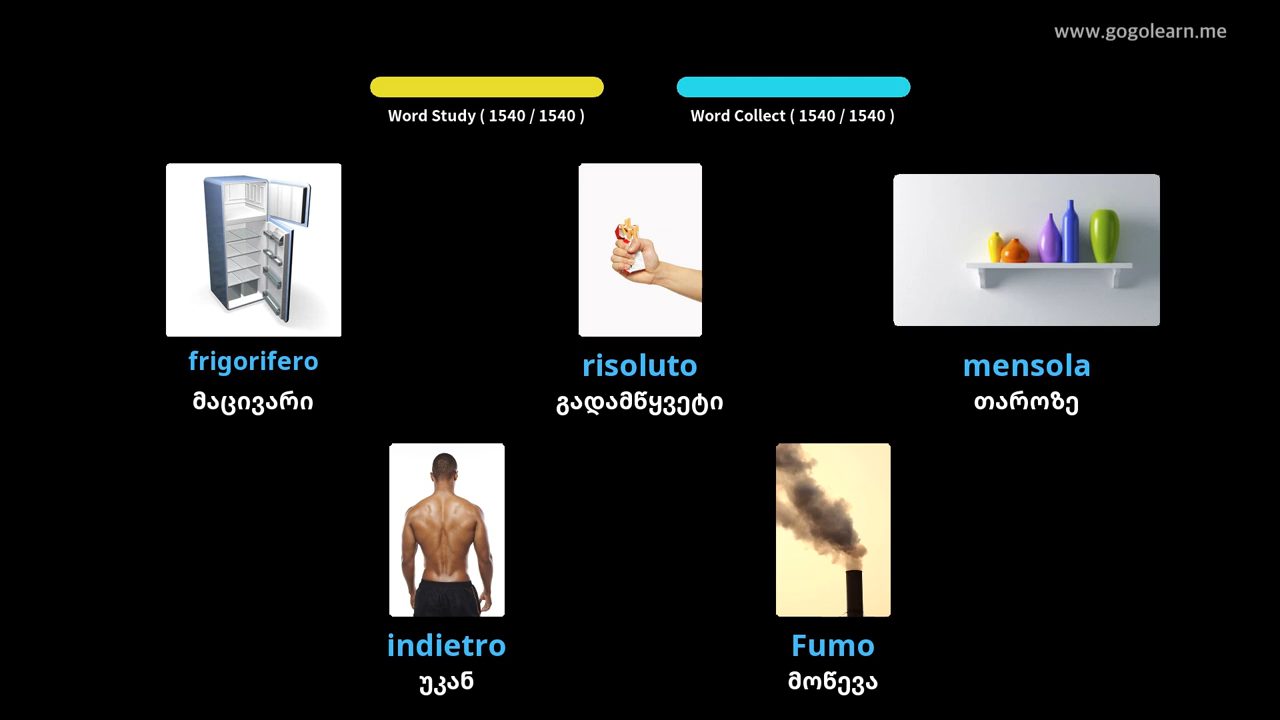 www.gogolearn.me
Word Study ( 1540 / 1540 )
Word Collect ( 1540 / 1540 )
frigorifero
risoluto
mensola
მაცივარი
გადამწყვეტი
თაროზე
indietro
Fumo
უკან
მოწევა